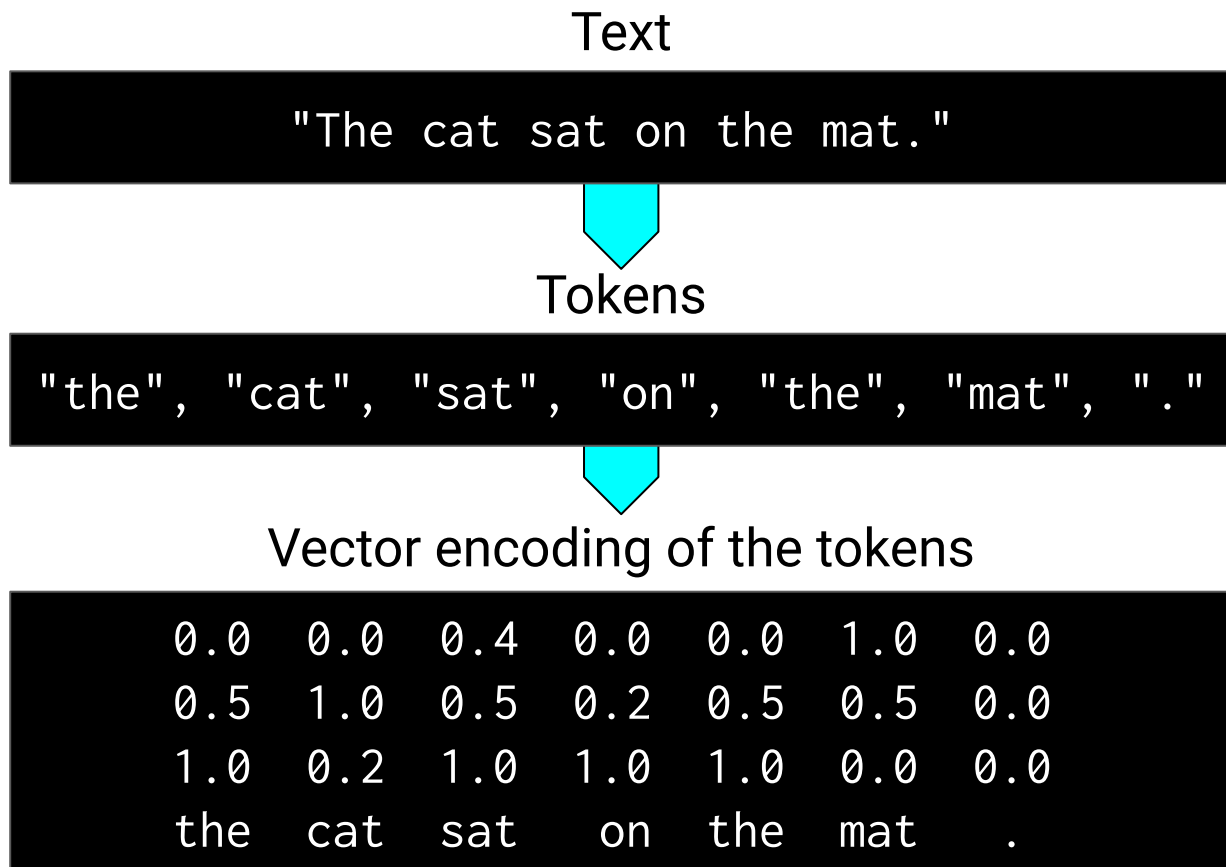 Text
"The cat sat on the mat."
Tokens
"the", "cat", "sat", "on", "the", "mat", "."
Vector encoding of the tokens
0.0 0.0 0.4 0.0 0.0 1.0 0.0
0.5 1.0 0.5 0.2 0.5 0.5 0.0
1.0 0.2 1.0 1.0 1.0 0.0 0.0
the cat sat on the mat .